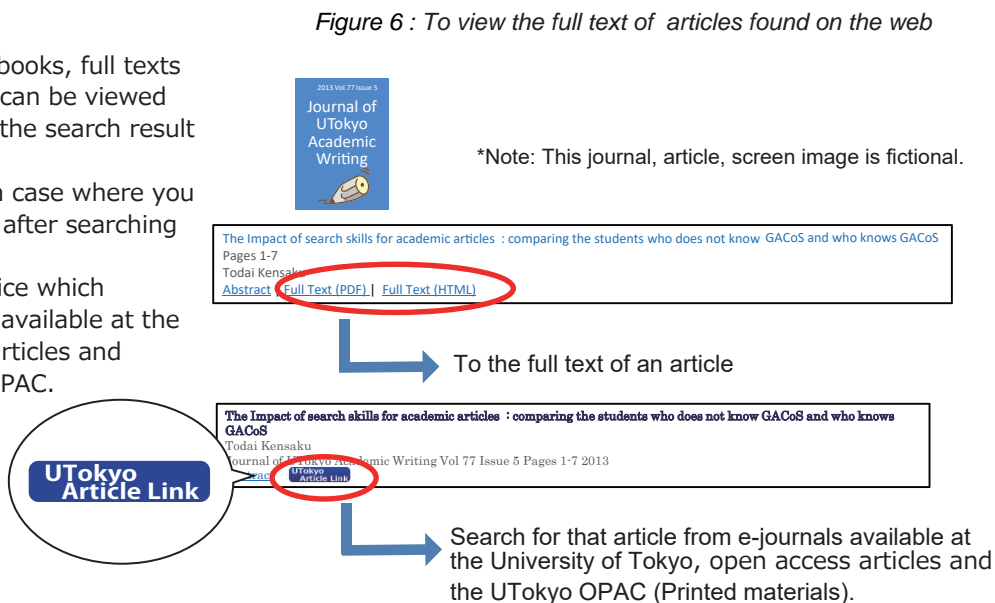 Figure 6 : To view the full text of articles found on the web
books, full texts
can be viewed
the search result
case where you
after searching
ice which
available at the
rticles and
PAC.
2013 Vol.77 Issue 5
Journal of
UTokyo
Academic
Writing
*Note: This journal, article, screen image is fictional.
The Impact of search skills for academic articles : comparing the students who does not know GACoS and who knows GACoS
Pages 1-7
Todai Kensaku
Abstract | Full Text (PDF) | Full Text (HTML)
To the full text of an article
The Impact of search skills for academic articles : comparing the students who does not know GACoS and who knows
GACoS
Todai Kensaku
Journal of UTokyo Academic Writing Vol 77 Issue 5 Pages 1-7 2013
UTokyo
Article Link
UTokyo
Article Link
Search for that article from e-journals available at
the University of Tokyo, open access articles and
the UTokyo OPAC (Printed materials).